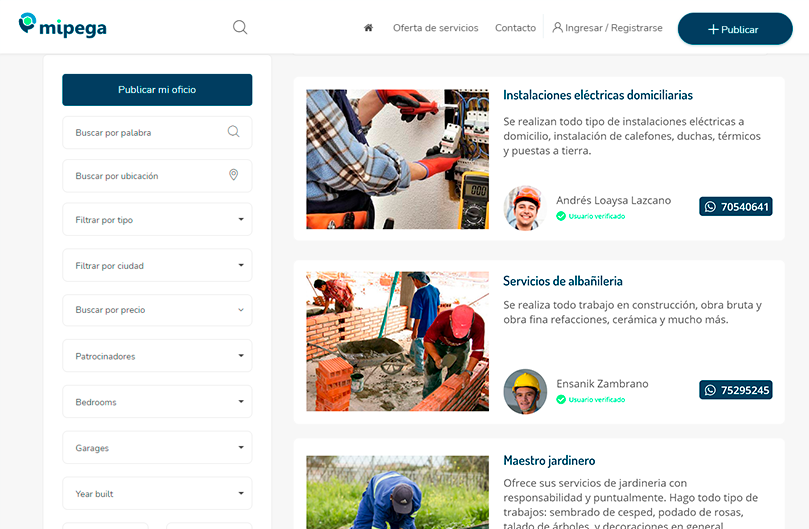 mipega
Oferta de servicios
Contacto
Ingresar / Registrarse
Publicar
Publicar mi oficio
Buscar por palabra
Buscar por ubicación
Filtrar por tipo
Filtrar por ciudad
Buscar por precio
Patrocinadores
Bedrooms
Garages
Year built
Instalaciones eléctricas domiciliarias
Se realizan todo tipo de instalaciones eléctricas a
domicilio, instalación de calefones, duchas, térmicos
y puestas a tierra.
Andrés Loaysa Lazcano
Usuario verificado
70540641
Servicios de albañileria
Se realiza todo trabajo en construcción, obra bruta y
obra fina refacciones, cerámica y mucho más.
Ensanik Zambrano
Usuario verificado
75295245
Maestro jardinero
Ofrece sus servicios de jardineria con
responsabilidad y puntualmente. Hago todo tipo de
trabajos: sembrado de cesped, podado de rosas,
talado de árboles, y decoraciones en general